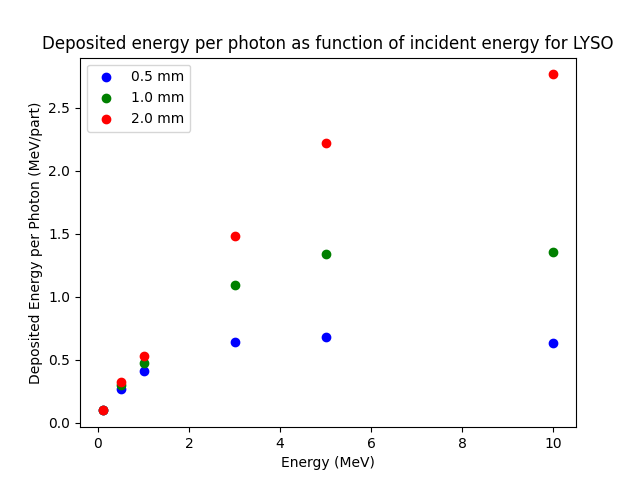 Deposited energy per photon as function of incident energy for LYSO
0.5 mm
1.0 mm
2.0 mm
Deposited Energy per Photon (MeV/part)
2.5
2.0
1.5
1.0
0.5
0.0
0
2
4
6
8
10
Energy (MeV)